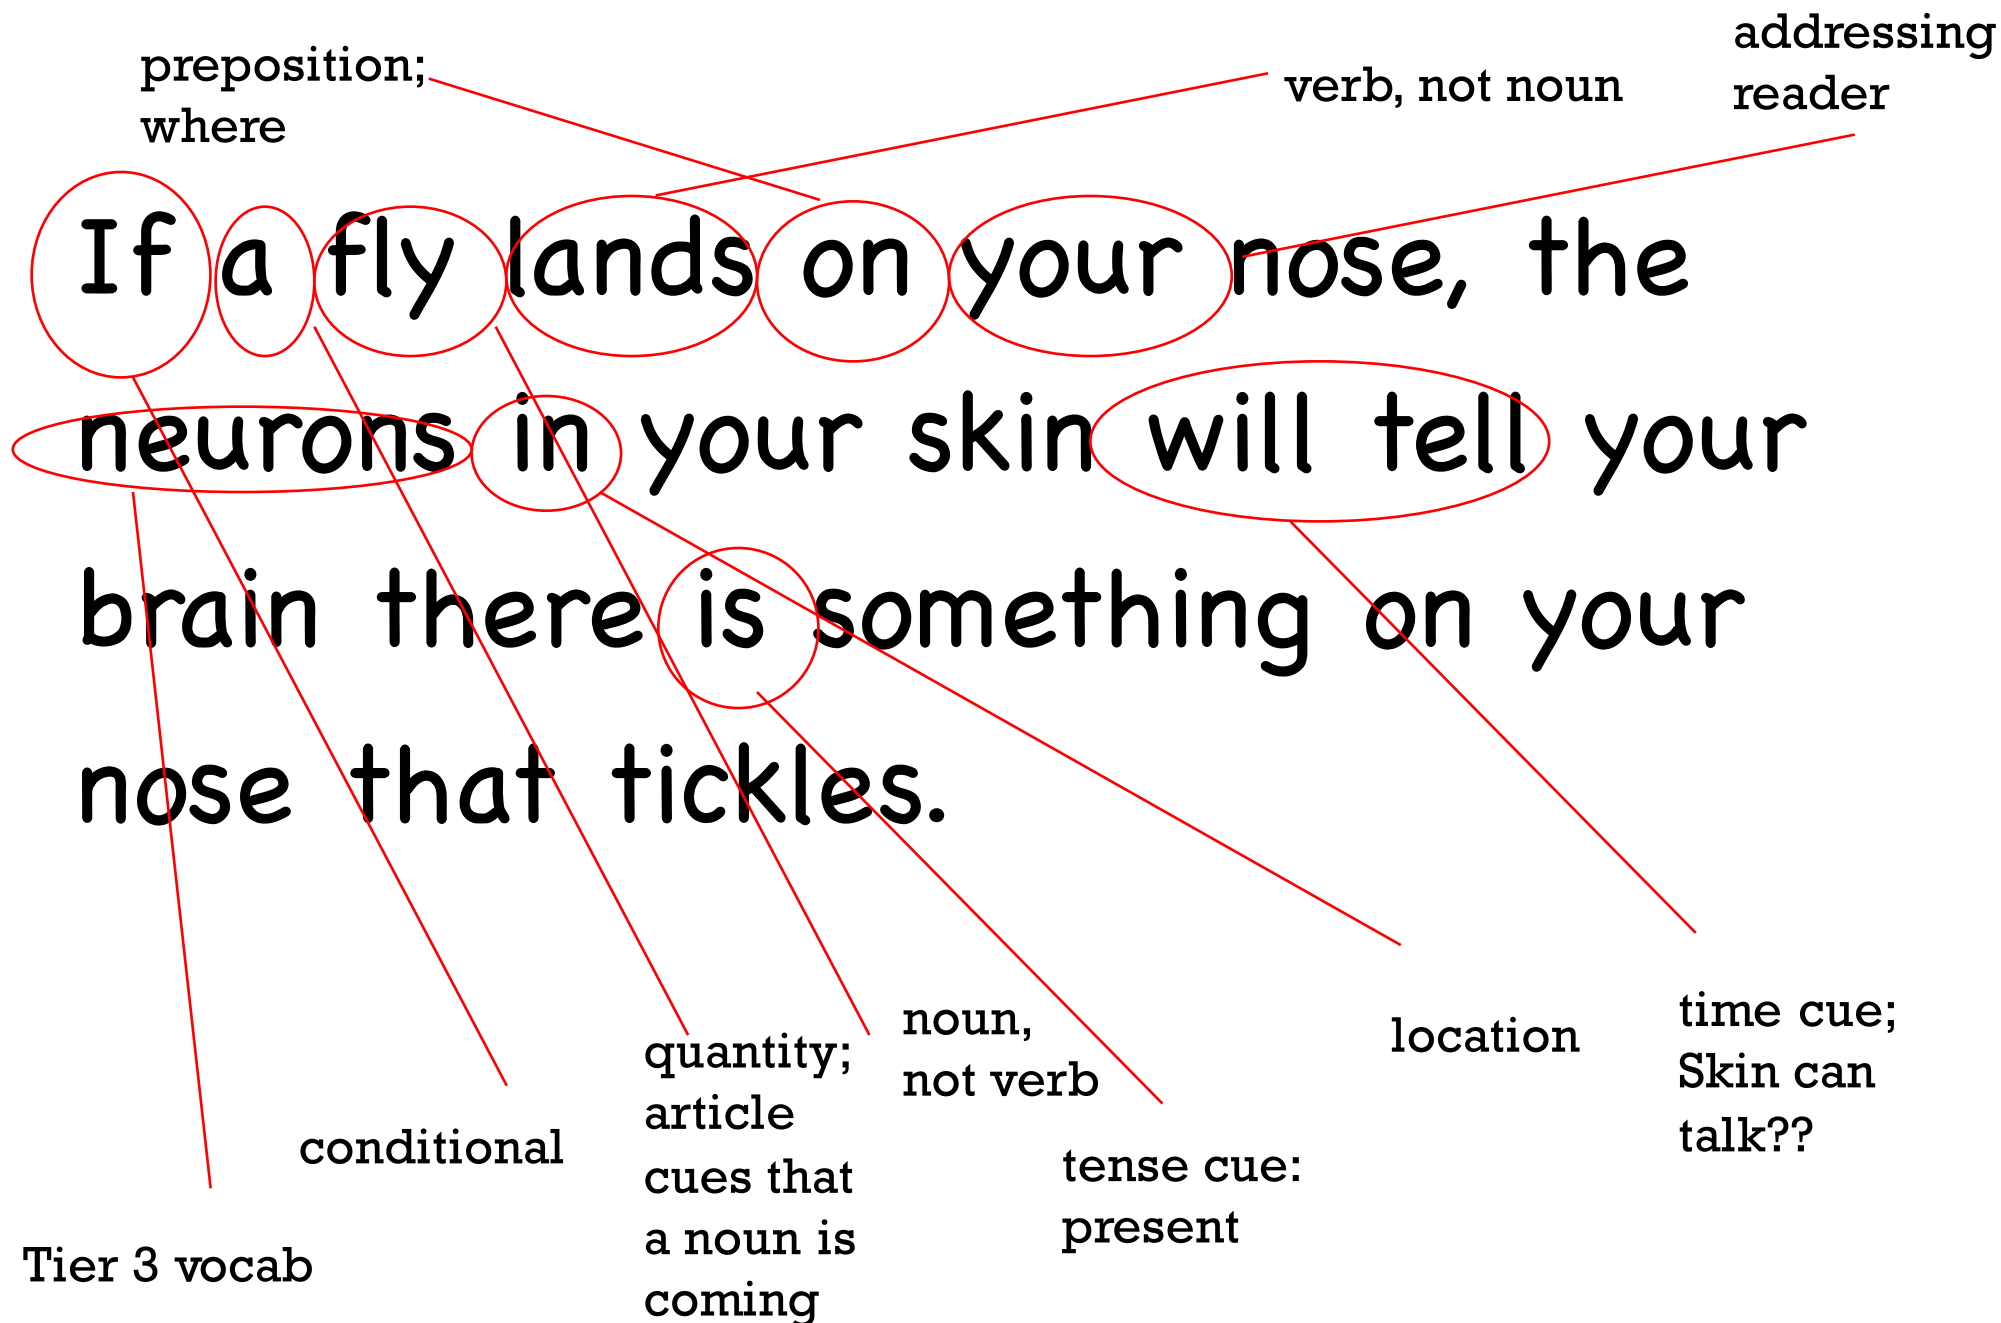 preposition;
where
verb, not noun
addressing
reader
If a fly lands on your nose, the
neurons in your skin will tell your
brain there is something on your
nose that tickles.
Tier 3 vocab
conditional
quantity;
article
cues that
a noun is
coming
noun,
not verb
tense cue:
present
location
time cue;
Skin can
talk??